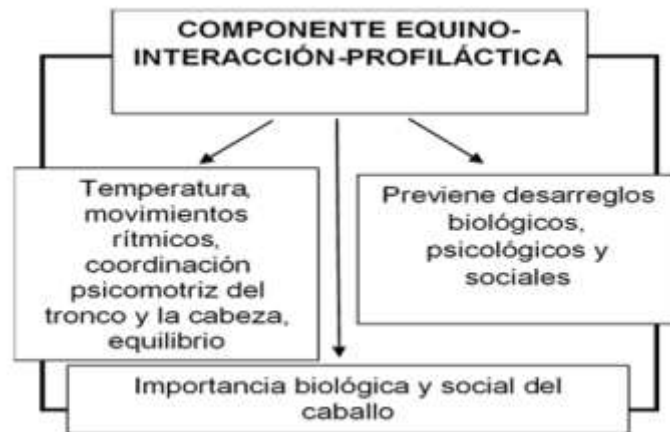 COMPONENTE EQUINO-
INTERACCIÓN-PROFILÁCTICA
Temperatura,
movimientos
rítmicos,
coordinación
psicomotriz del
tronco y la cabeza,
equilibrio
Previene desarreglos
biológicos,
psicológicos y
sociales
Importancia biológica y social del
caballo